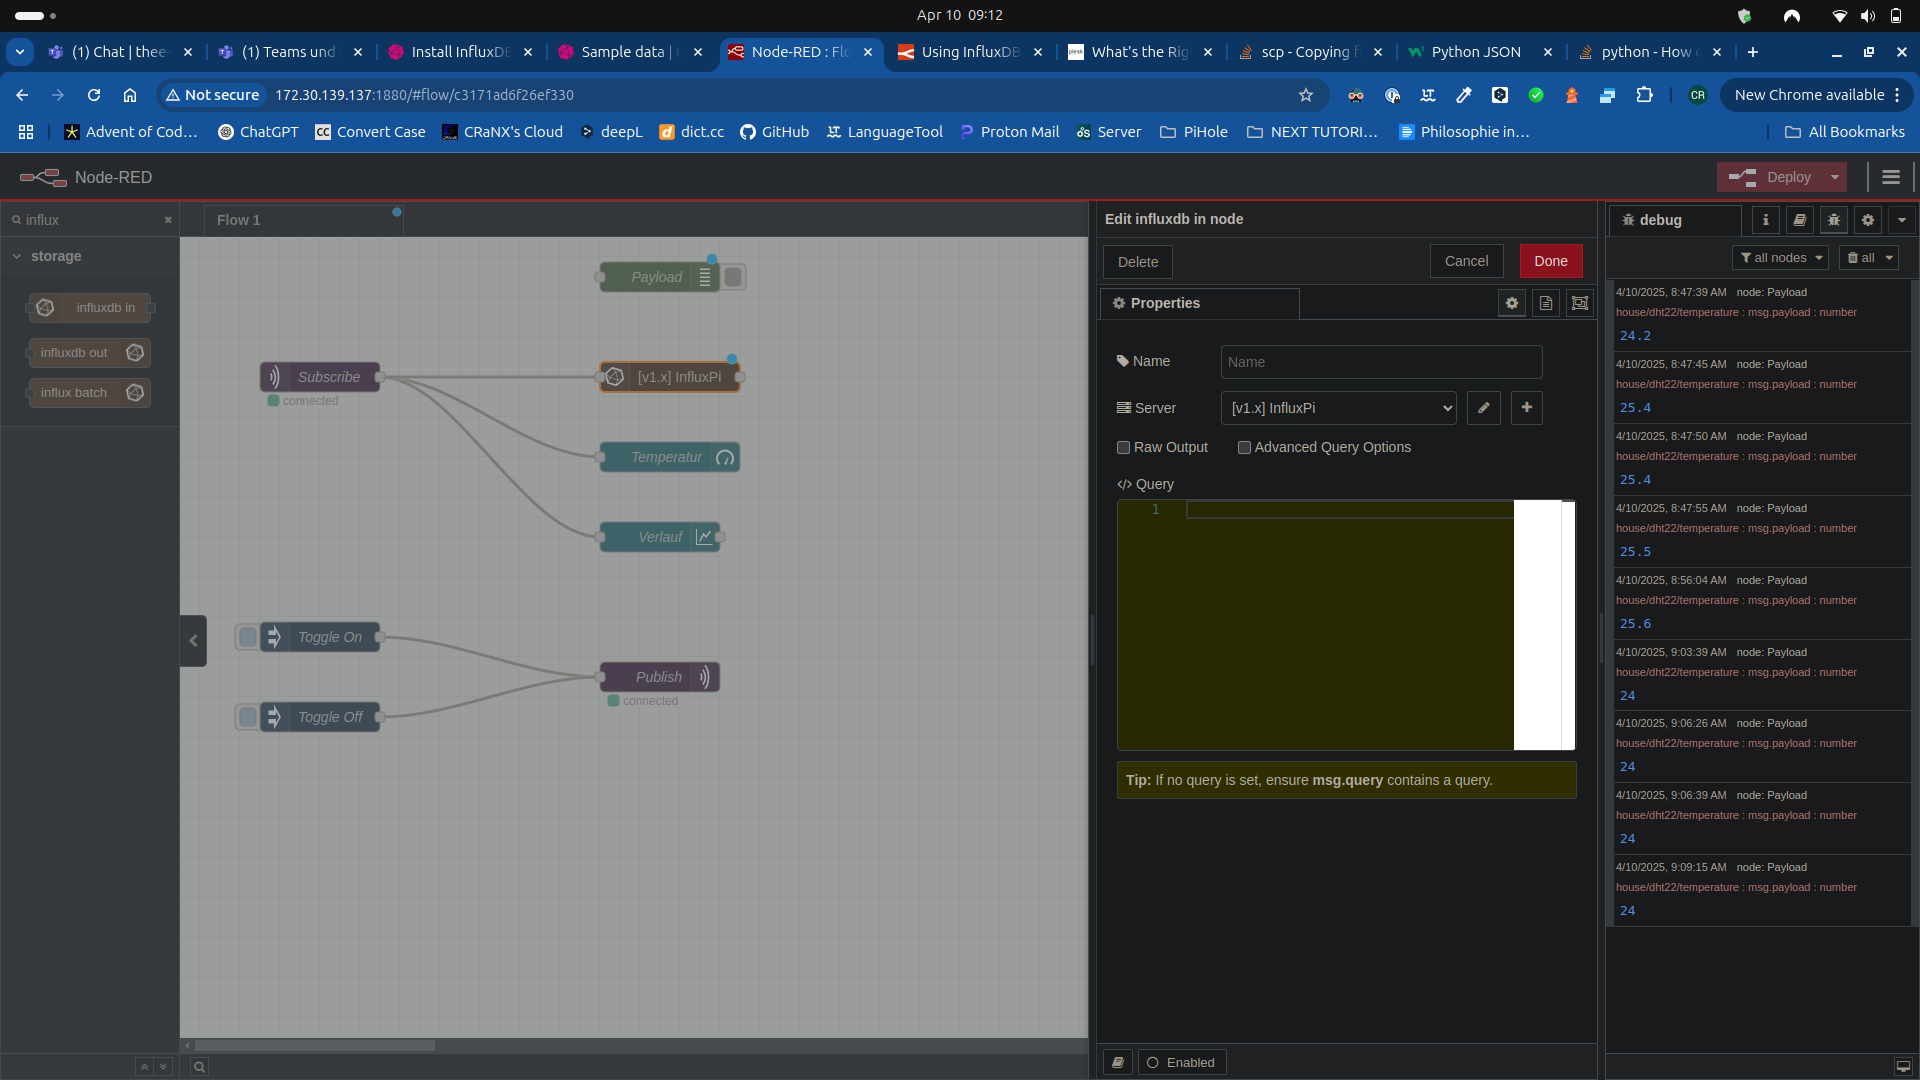 Apr 10 09:12
(1) Chat | thee
(1) Teams und
Install InfluxDB
Sample data |
Node-RED : Flo
Using InfluxDB
plesk
What's the Rig
scp - Copying f
Python JSON
python - How
Not secure
172.30.139.137:1880/#flow/c3171ad6f26ef330
CR
New Chrome available
Advent of Cod…
ChatGPT
CC Convert Case
CRaNX's Cloud
deepL
dict.cc
GitHub
LanguageTool
Proton Mail
Server
PiHole
NEXT TUTORI…
Philosophie in…
All Bookmarks
Node-RED
Deploy
influx
storage
influxdb in
influxdb out
influx batch
Flow 1
Payload
Subscribe
connected
[v1.x] InfluxPi
Temperatur
Verlauf
Toggle On
Toggle Off
Publish
connected
Edit influxdb in node
Delete
Cancel
Done
Properties
Name
Name
Server
[v1.x] InfluxPi
Raw Output
Advanced Query Options
</> Query
1
Tip: If no query is set, ensure msg.query contains a query.
Enabled
debug
all nodes
all
4/10/2025, 8:47:39 AM node: Payload
house/dht22/temperature : msg.payload : number
24.2
4/10/2025, 8:47:45 AM node: Payload
house/dht22/temperature : msg.payload : number
25.4
4/10/2025, 8:47:50 AM node: Payload
house/dht22/temperature : msg.payload : number
25.4
4/10/2025, 8:47:55 AM node: Payload
house/dht22/temperature : msg.payload : number
25.5
4/10/2025, 8:56:04 AM node: Payload
house/dht22/temperature : msg.payload : number
25.6
4/10/2025, 9:03:39 AM node: Payload
house/dht22/temperature : msg.payload : number
24
4/10/2025, 9:06:26 AM node: Payload
house/dht22/temperature : msg.payload : number
24
4/10/2025, 9:06:39 AM node: Payload
house/dht22/temperature : msg.payload : number
24
4/10/2025, 9:09:15 AM node: Payload
house/dht22/temperature : msg.payload : number
24